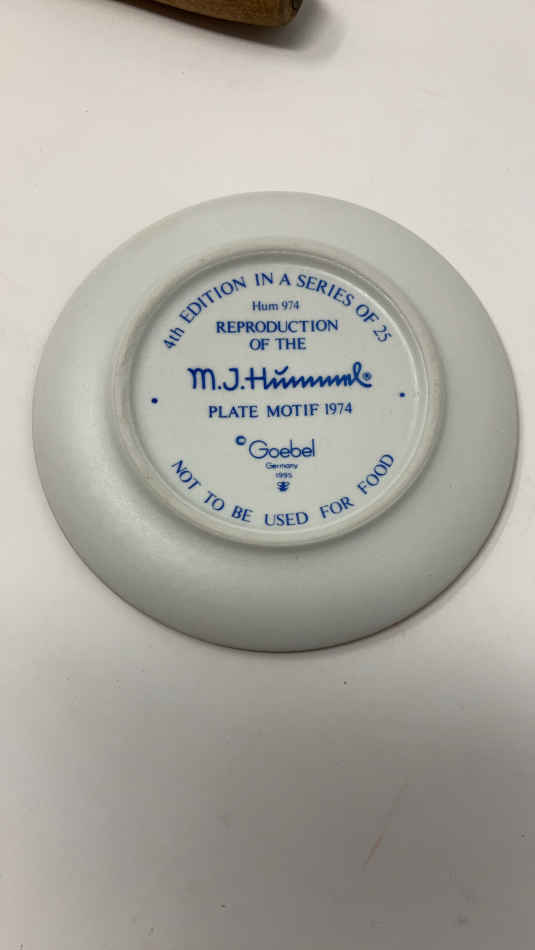 4th EDITION IN A SERIES OF 25
Hum 974
REPRODUCTION
OF THE
M.J.Hummel®
PLATE MOTIF 1974
© Goebel
Germany
1995
NOT TO BE USED FOR FOOD